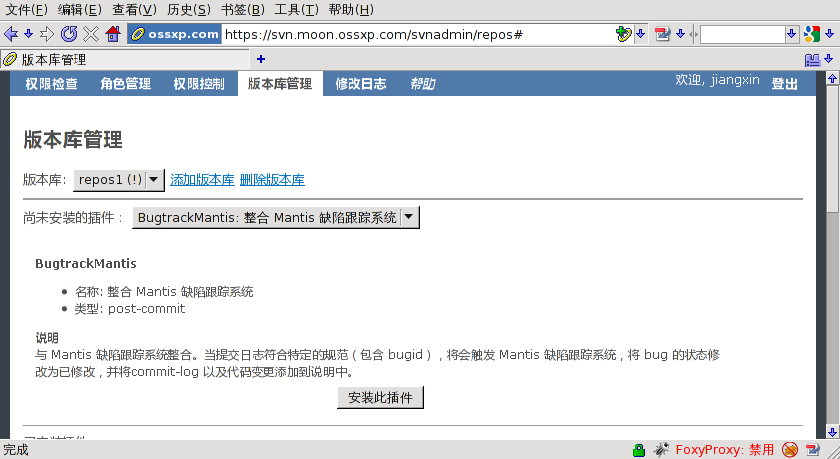 文件(F) 编辑(E) 查看(V) 历史(S) 书签(B) 工具(T) 帮助(H)
ossxp.com https://svn.moon.ossxp.com/svnadmin/repos#
版本库管理
权限检查 角色管理 权限控制 版本库管理 修改日志 帮助 欢迎, jiangxin 登出
版本库管理
版本库: repos1 (!) 添加版本库 删除版本库
尚未安装的插件: BugtrackMantis: 整合 Mantis 缺陷跟踪系统
BugtrackMantis
名称: 整合 Mantis 缺陷跟踪系统
类型: post-commit
说明
与 Mantis 缺陷跟踪系统整合。当提交日志符合特定的规范（包含 bugid），将会触发 Mantis 缺陷跟踪系统，将 bug 的状态修
改为已修改，并将commit-log 以及代码变更添加到说明中。
安装此插件
完成 FoxyProxy: 禁用